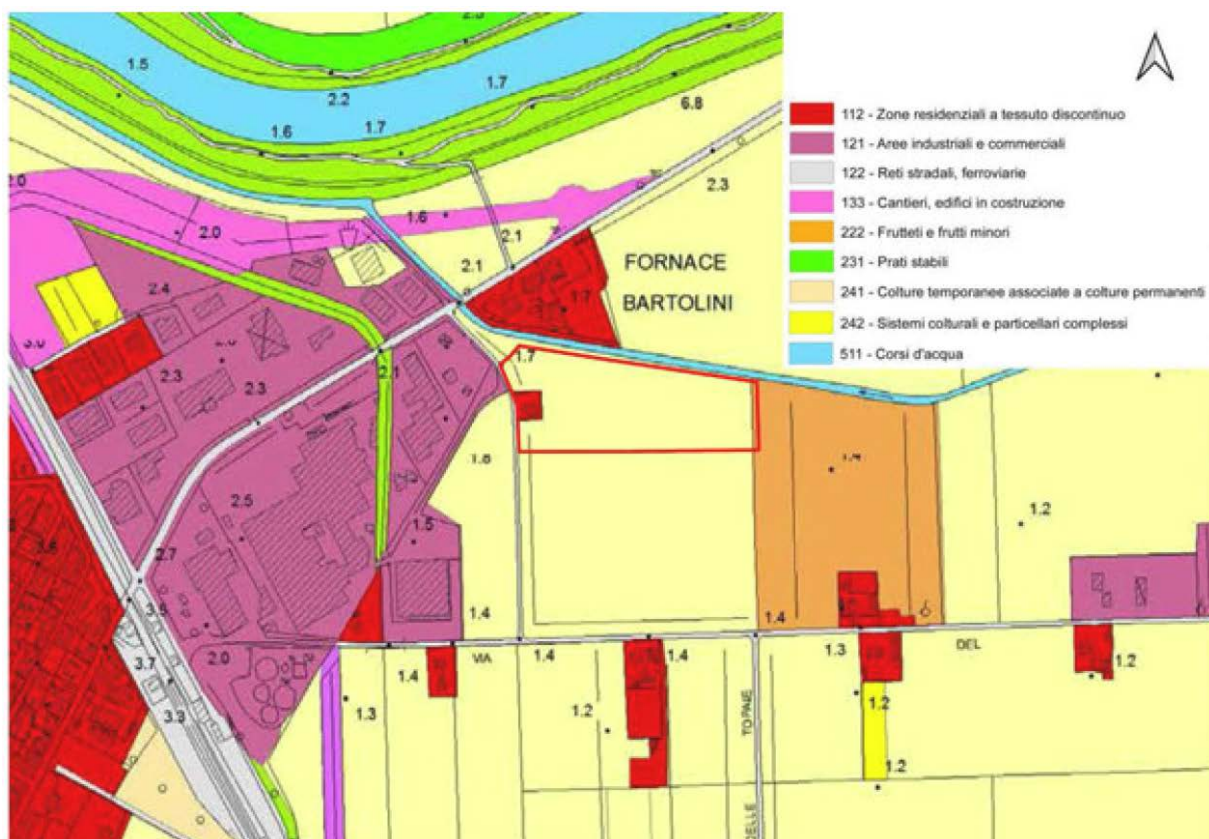 2.5
1.5
1.7
2.2
1.6
1.7
6.8
112 - Zone residenziali a tessuto discontinuo
121 - Aree industriali e commerciali
122 - Reti stradali, ferroviarie
133 - Cantieri, edifici in costruzione
222 - Frutteti e frutti minori
231 - Prati stabili
241 - Colture temporanee associate a colture permanenti
242 - Sistemi colturali e particellari complessi
511 - Corsi d'acqua
2.3
2.0
2.0
1.6
2.1
2.1
FORNACE
BARTOLINI
1.7
2.4
1.7
2.3
2.3
2.1
1.8
1.4
2.5
1.5
1.2
2.7
1.4
1.4
2.0
VIA
1.4
1.4
1.3
DEL
1.2
3.7
1.4
3.3
1.3
1.2
TOPAIE
1.2
1.2
DELLE